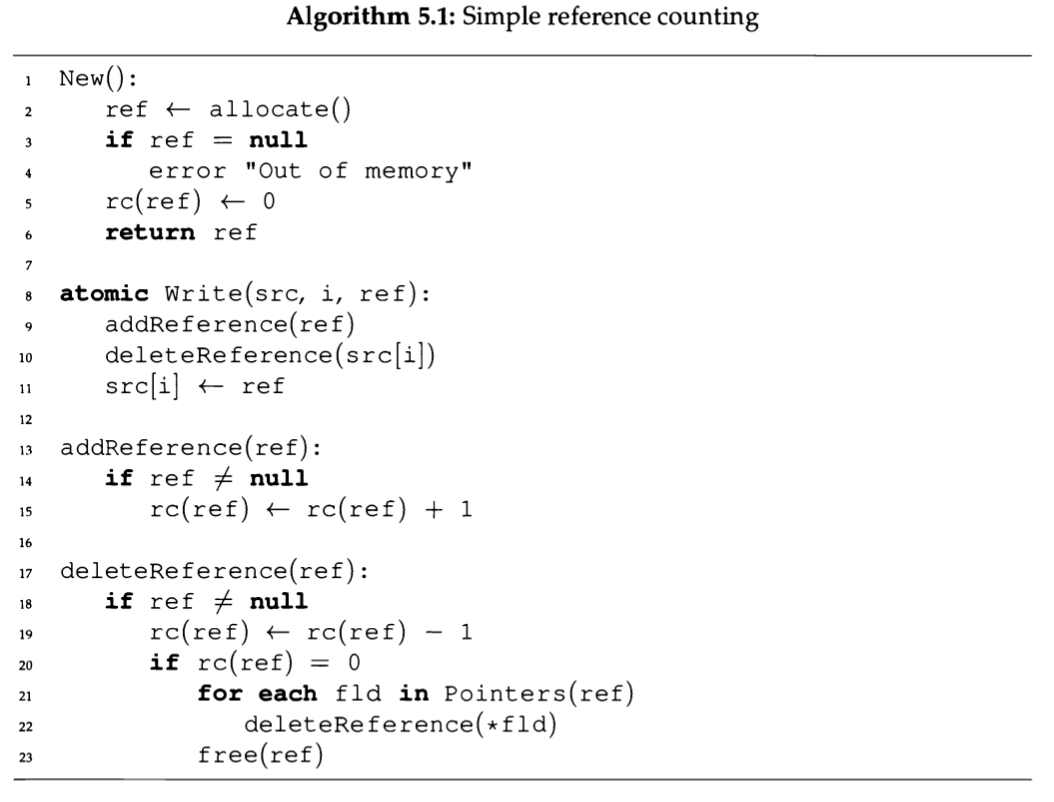 Algorithm 5.1: Simple reference counting
1 New():
2 ref ← allocate()
3 if ref = null
4 error "Out of memory"
5 rc(ref) ← 0
6 return ref
7
8 atomic Write(src, i, ref):
9 addReference(ref)
10 deleteReference(src[i])
11 src[i] ← ref
12
13 addReference(ref):
14 if ref ≠ null
15 rc(ref) ← rc(ref) + 1
16
17 deleteReference(ref):
18 if ref ≠ null
19 rc(ref) ← rc(ref) − 1
20 if rc(ref) = 0
21 for each fld in Pointers(ref)
22 deleteReference(*fld)
23 free(ref)